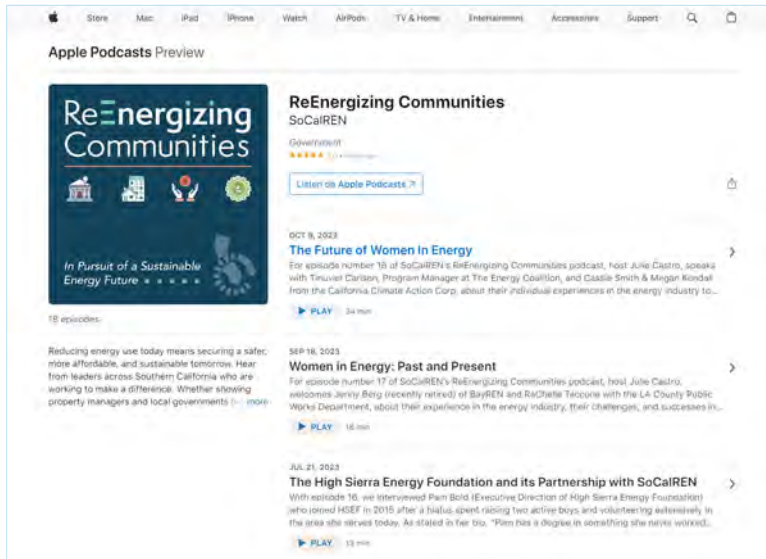 Store Mac iPad iPhone Watch AirPods TV & Home Entertainment Accessories Support
Apple Podcasts Preview
ReEnergizing
Communities
In Pursuit of a Sustainable
Energy Future
18 episodes
Reducing energy use today means securing a safer,
more affordable, and sustainable tomorrow. Hear
from leaders across Southern California who are
working to make a difference. Whether showing
property managers and local governments more
ReEnergizing Communities
SoCalREN
Government
Listen on Apple Podcasts ↗
OCT 9, 2023
The Future of Women In Energy
For episode number 18 of SoCalREN's ReEnergizing Communities podcast, host Julie Castro, speaks
with Tinuviel Carlson, Program Manager at The Energy Coalition, and Cassie Smith & Megan Kendall
from the California Climate Action Corp, about their individual experiences in the energy industry to...
PLAY 34 min
SEP 18, 2023
Women in Energy: Past and Present
For episode number 17 of SoCalREN's ReEnergizing Communities podcast, host Julie Castro,
welcomes Jenny Berg (recently retired) of BayREN and RaChelle Teccone with the LA County Public
Works Department, about their experience in the energy industry, their challenges, and successes in...
PLAY 18 min
JUL 21, 2023
The High Sierra Energy Foundation and its Partnership with SoCalREN
With episode 16, we interviewed Pam Bold (Executive Direction of High Sierra Energy Foundation)
who joined HSEF in 2015 after a hiatus spent raising two active boys and volunteering extensively in
the area she serves today. As stated in her bio, "Pam has a degree in something she never worked...
PLAY 13 min